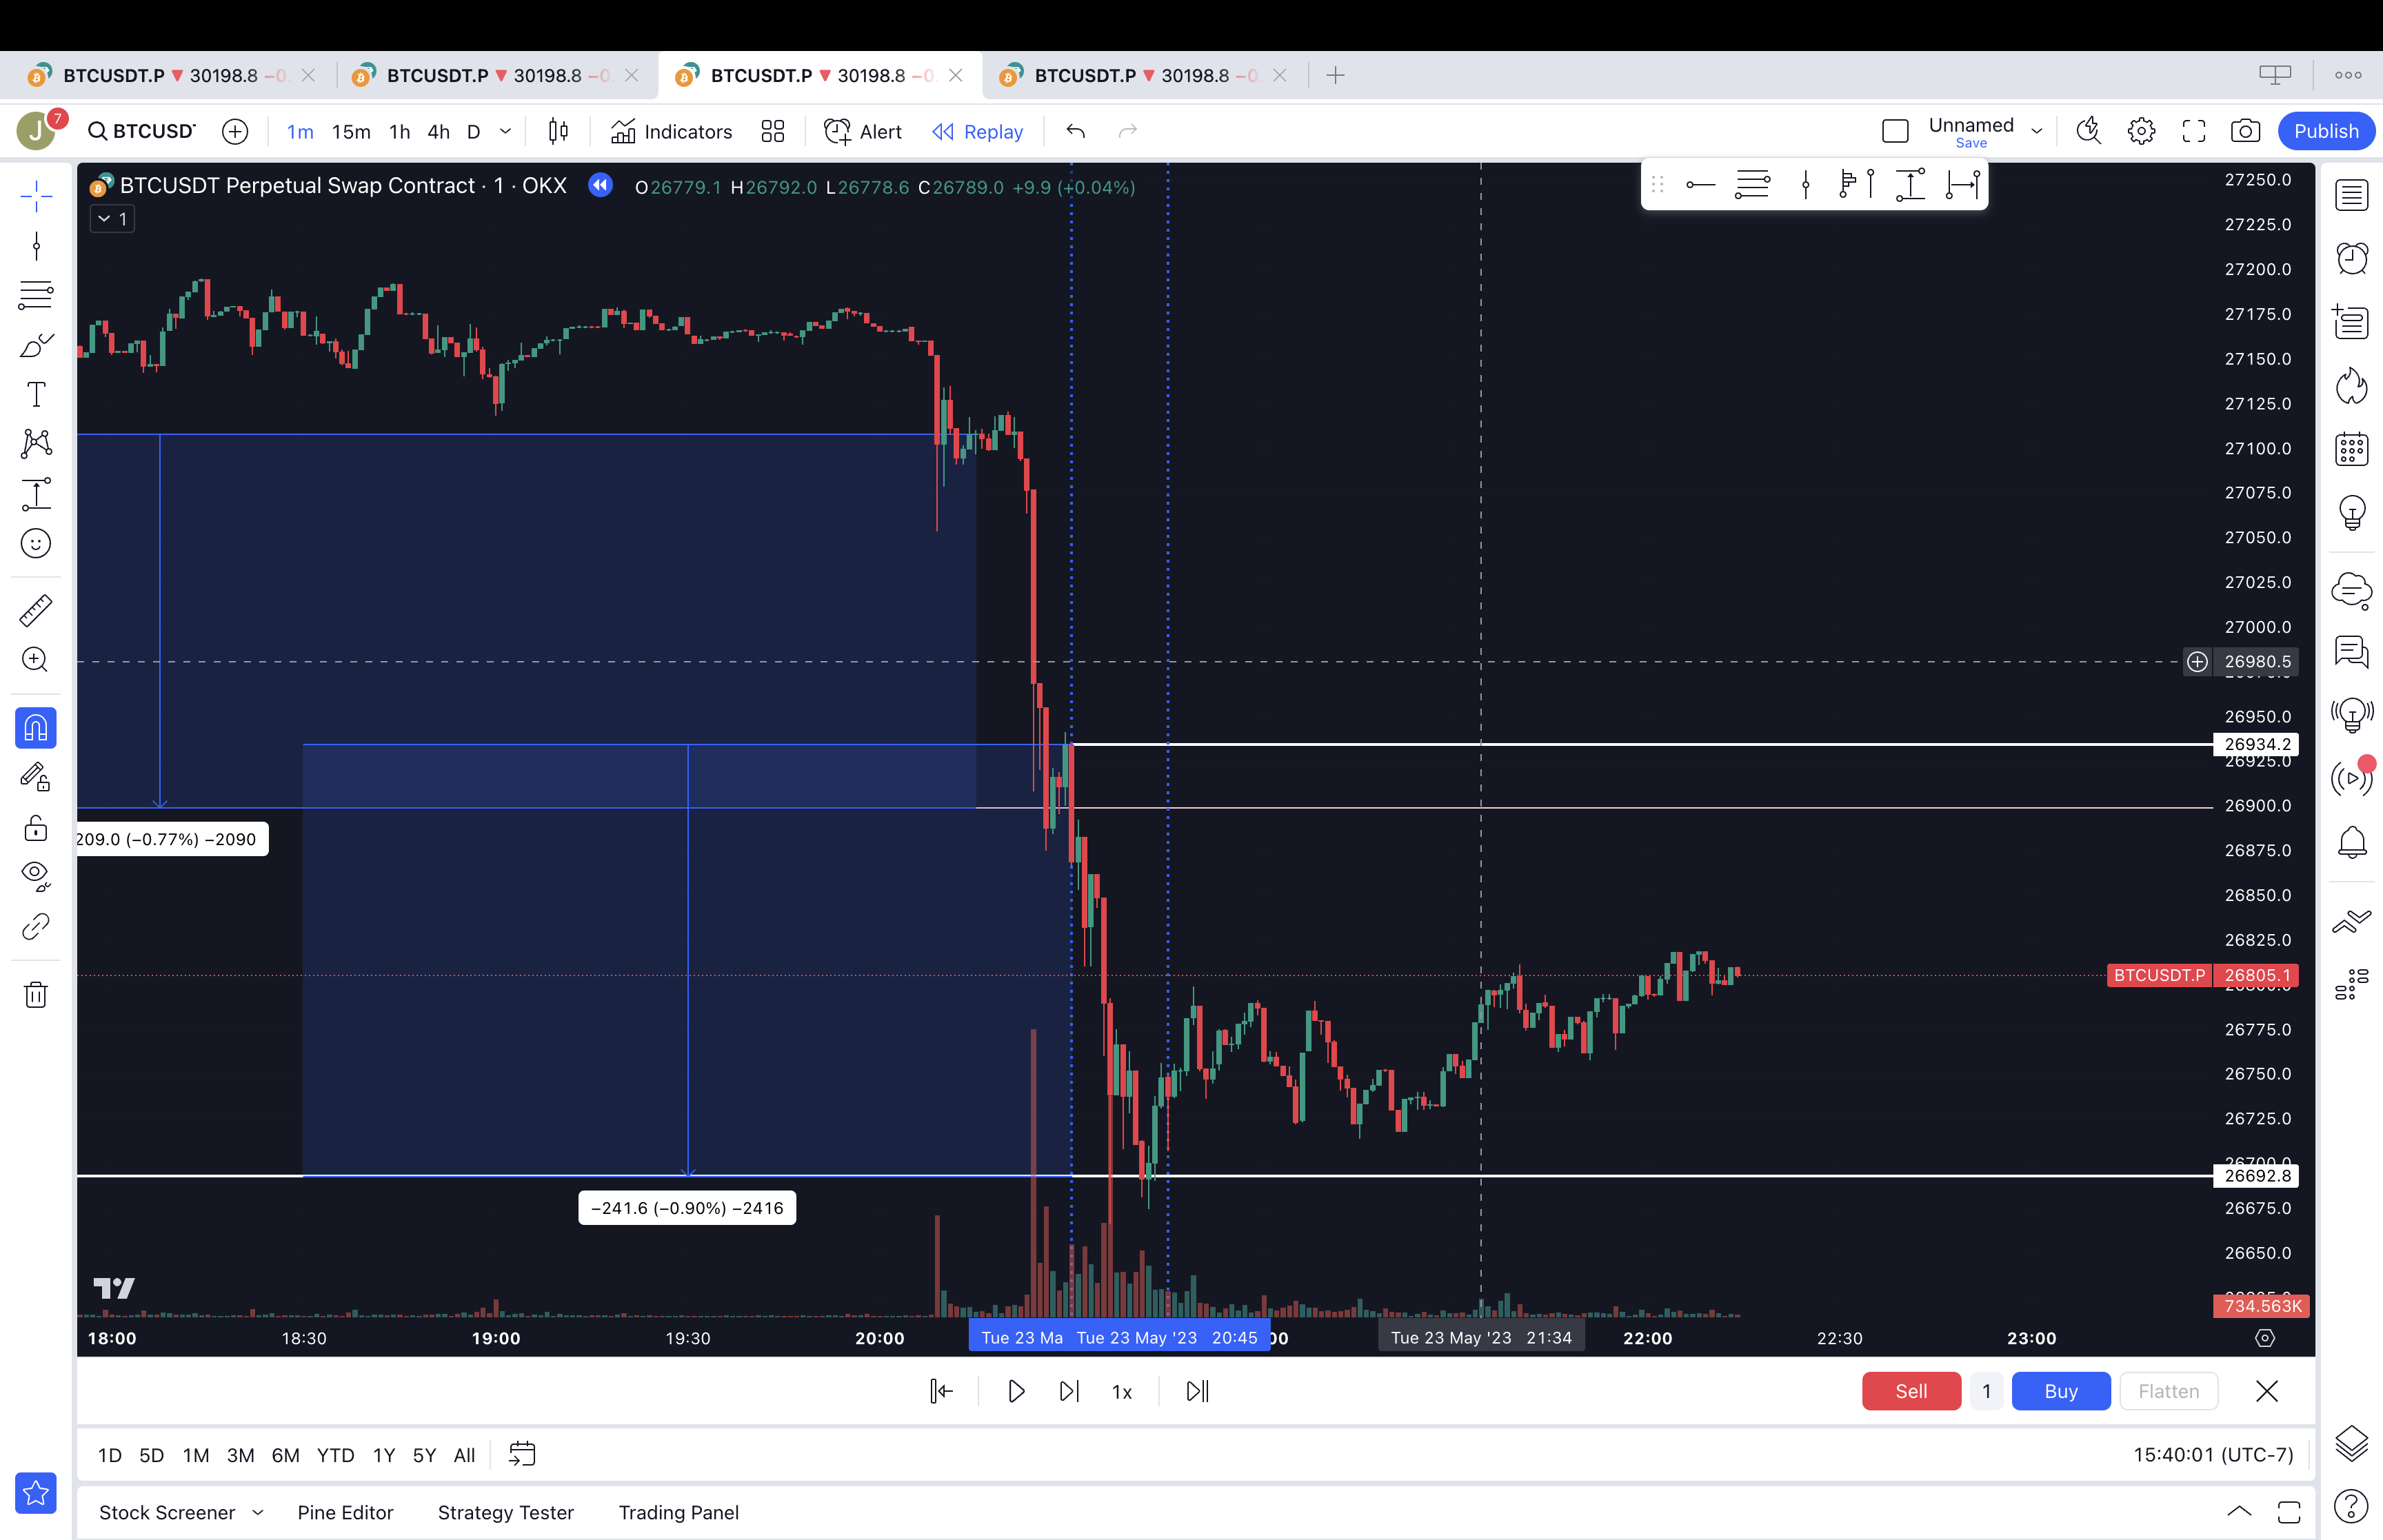 BTCUSDT.P ▼ 30198.8 −0. BTCUSDT.P ▼ 30198.8 −0. BTCUSDT.P ▼ 30198.8 −0. BTCUSDT.P ▼ 30198.8 −0.
J 7 BTCUSD 1m 15m 1h 4h D Indicators Alert Replay Unnamed Publish
Save
BTCUSDT Perpetual Swap Contract · 1 · OKX O26779.1 H26792.0 L26778.6 C26789.0 +9.9 (+0.04%)
1
27250.0
27225.0
27200.0
27175.0
27150.0
27125.0
27100.0
27075.0
27050.0
27025.0
27000.0
26980.5
26950.0
26934.2
26925.0
26900.0
209.0 (−0.77%) −2090
26875.0
26850.0
26825.0
BTCUSDT.P 26805.1
26775.0
26750.0
26725.0
26700.0
26692.8
−241.6 (−0.90%) −2416
26675.0
26650.0
734.563K
18:00 18:30 19:00 19:30 20:00 Tue 23 Ma Tue 23 May '23 20:45 :00 Tue 23 May '23 21:34 22:00 22:30 23:00
1x Sell 1 Buy Flatten
1D 5D 1M 3M 6M YTD 1Y 5Y All 15:40:01 (UTC-7)
Stock Screener Pine Editor Strategy Tester Trading Panel